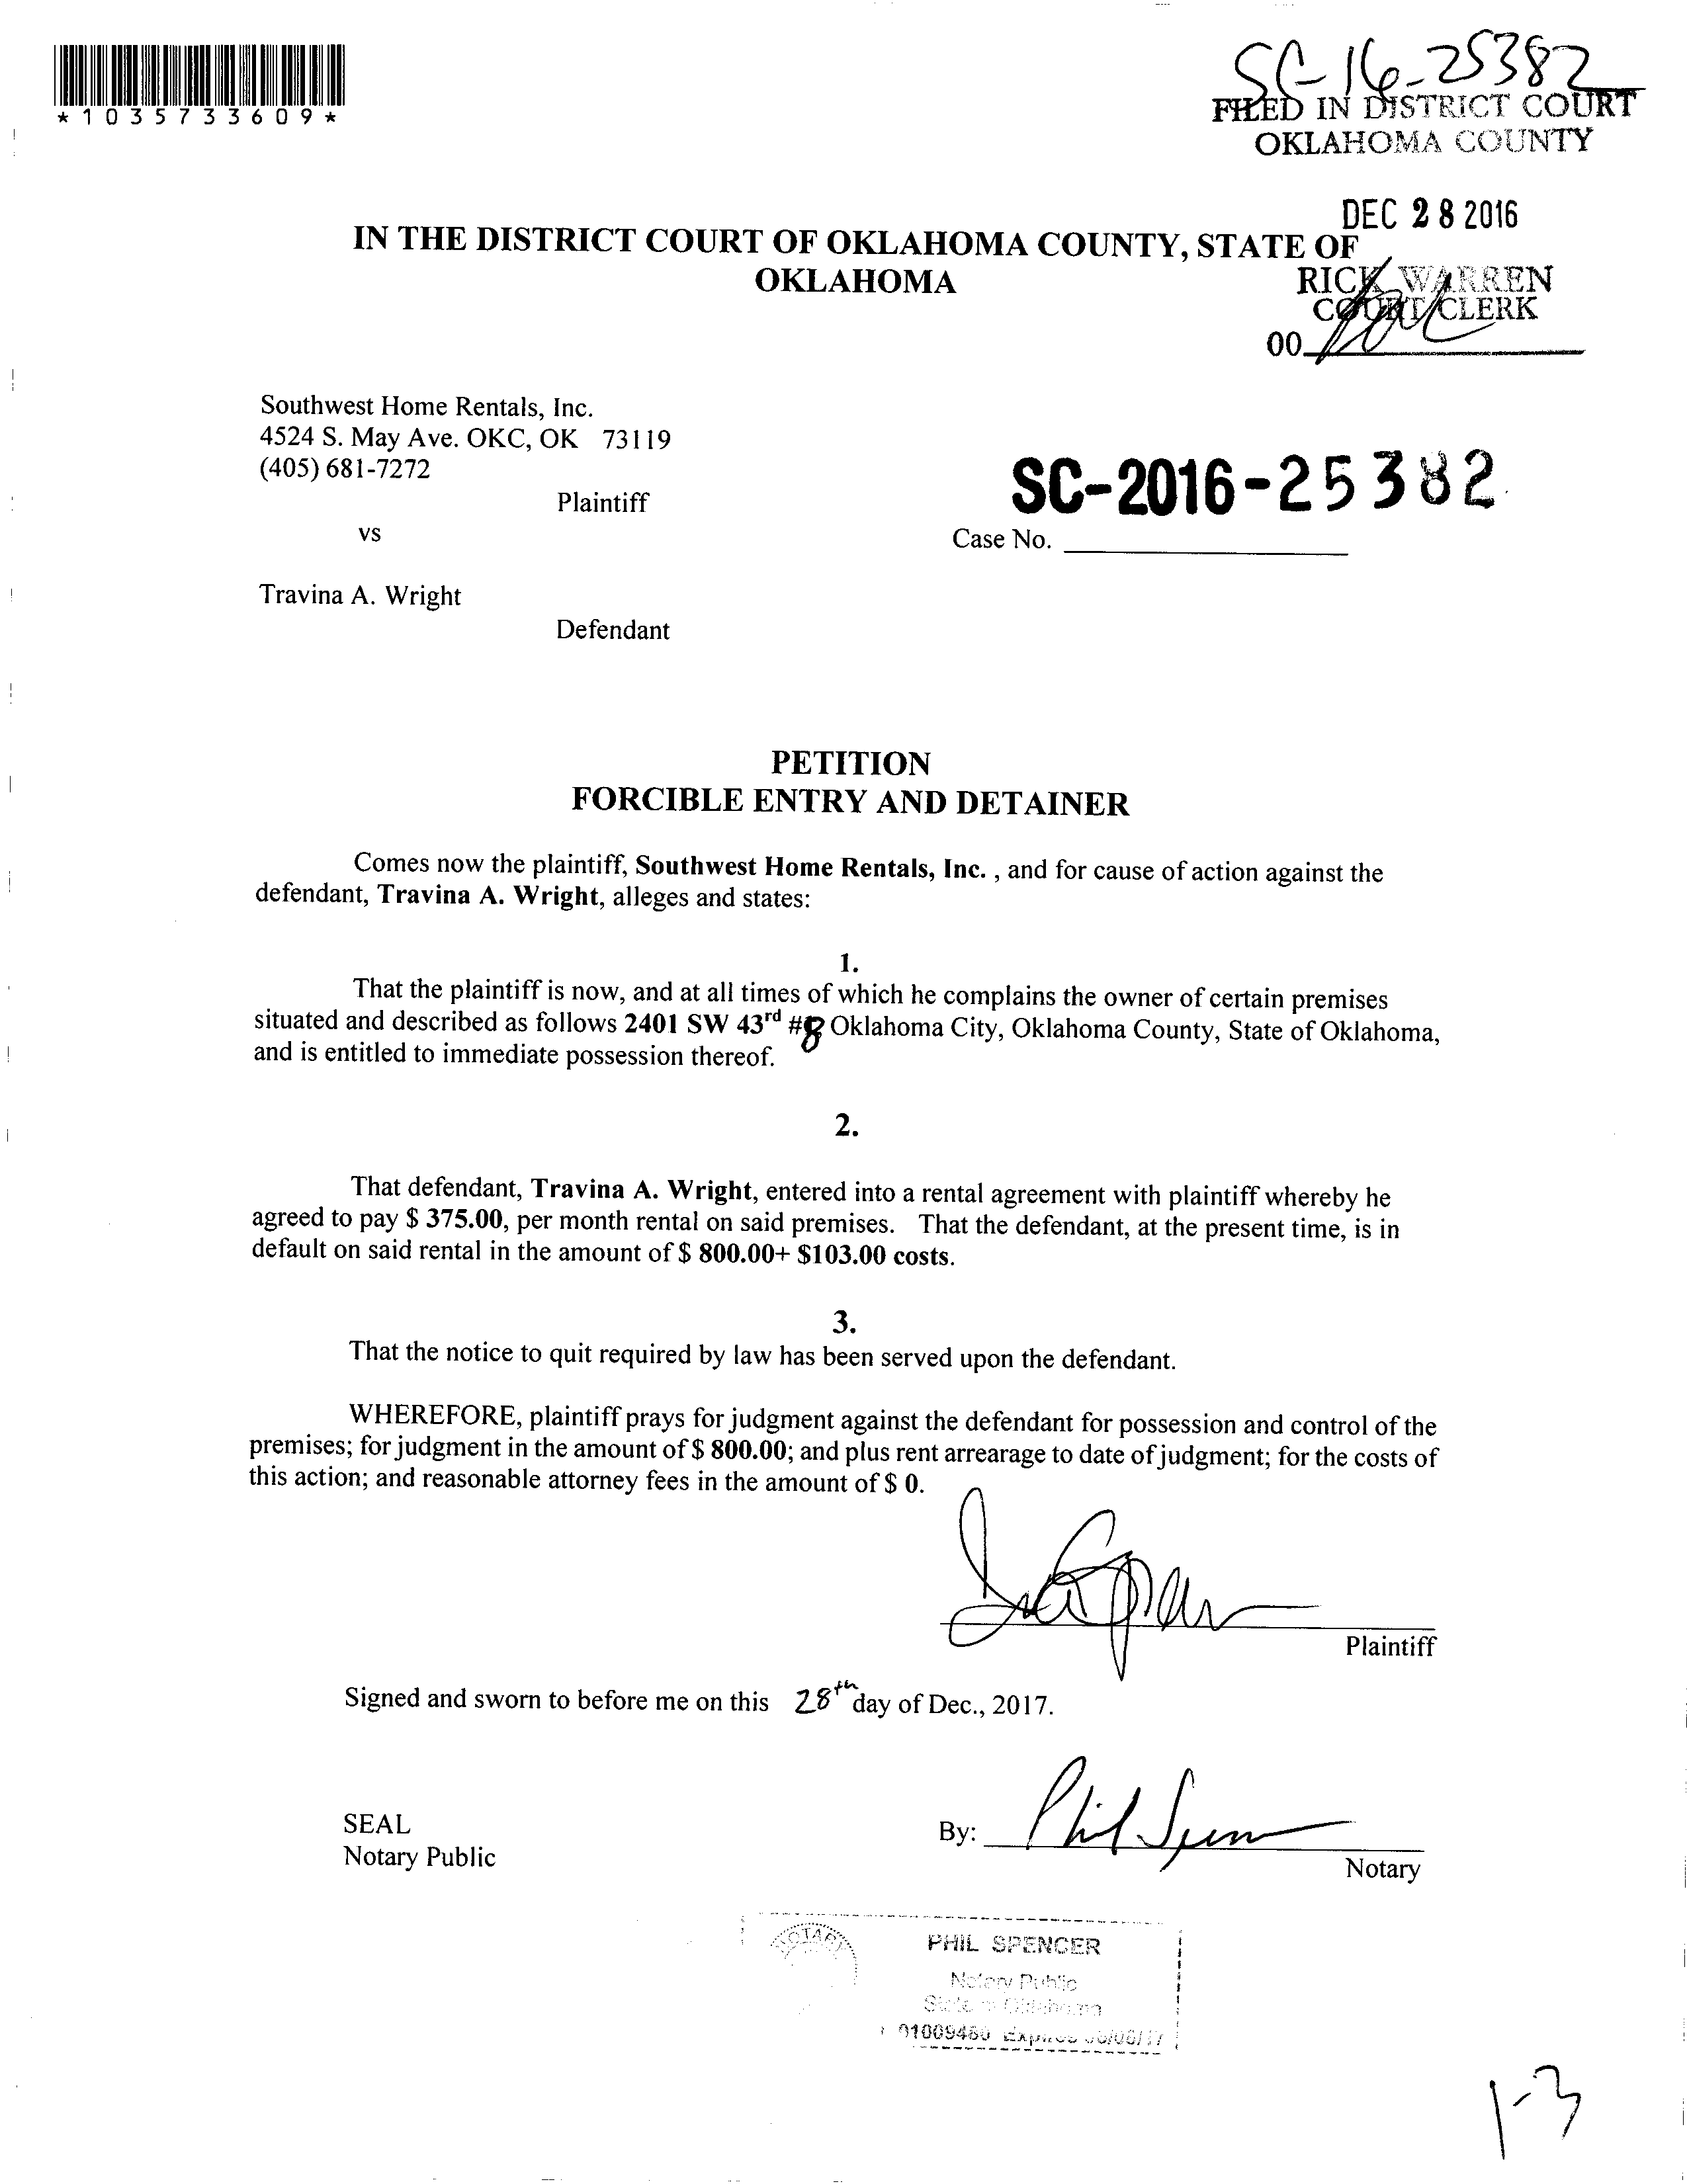 *1035733609*
SC-16-25382
FILED IN DISTRICT COURT
OKLAHOMA COUNTY
DEC 28 2016
IN THE DISTRICT COURT OF OKLAHOMA COUNTY, STATE OF
OKLAHOMA
RICK WARREN
COURT CLERK
00
Southwest Home Rentals, Inc.
4524 S. May Ave. OKC, OK 73119
(405) 681-7272
Plaintiff
SC-2016-25382
vs
Case No.
Travina A. Wright
Defendant
PETITION
FORCIBLE ENTRY AND DETAINER
Comes now the plaintiff, Southwest Home Rentals, Inc. , and for cause of action against the
defendant, Travina A. Wright, alleges and states:
1.
That the plaintiff is now, and at all times of which he complains the owner of certain premises
situated and described as follows 2401 SW 43rd #8 Oklahoma City, Oklahoma County, State of Oklahoma,
and is entitled to immediate possession thereof.
2.
That defendant, Travina A. Wright, entered into a rental agreement with plaintiff whereby he
agreed to pay $ 375.00, per month rental on said premises. That the defendant, at the present time, is in
default on said rental in the amount of $ 800.00+ $103.00 costs.
3.
That the notice to quit required by law has been served upon the defendant.
WHEREFORE, plaintiff prays for judgment against the defendant for possession and control of the
premises; for judgment in the amount of $ 800.00; and plus rent arrearage to date of judgment; for the costs of
this action; and reasonable attorney fees in the amount of $ 0.
Plaintiff
Signed and sworn to before me on this 28th day of Dec., 2017.
SEAL
By: Phil Spencer
Notary Public
Notary
NOTARY
PHIL SPENCER
Notary Public
State of Oklahoma
01009480 Expires
1-3